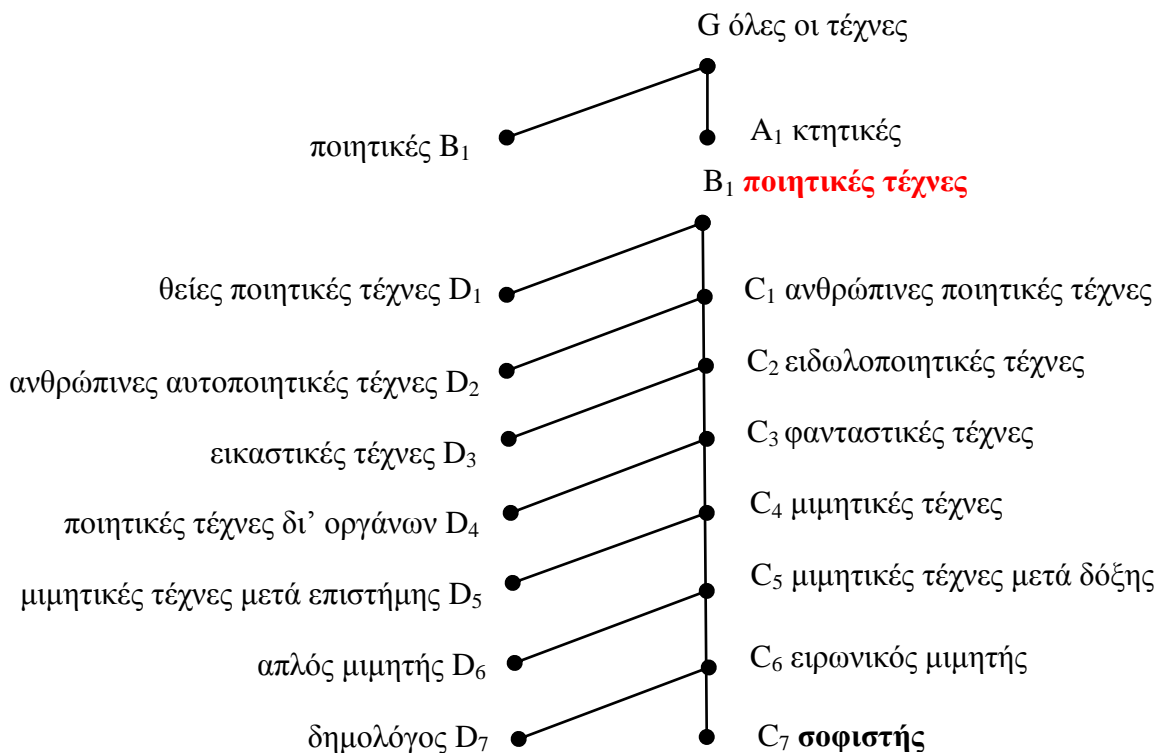 G όλες οι τέχνες
ποιητικές B₁
A₁ κτητικές
B₁ ποιητικές τέχνες
θείες ποιητικές τέχνες D₁
C₁ ανθρώπινες ποιητικές τέχνες
ανθρώπινες αυτοποιητικές τέχνες D₂
C₂ ειδωλοποιητικές τέχνες
εικαστικές τέχνες D₃
C₃ φανταστικές τέχνες
ποιητικές τέχνες δι’ οργάνων D₄
C₄ μιμητικές τέχνες
μιμητικές τέχνες μετά επιστήμης D₅
C₅ μιμητικές τέχνες μετά δόξης
απλός μιμητής D₆
C₆ ειρωνικός μιμητής
δημολόγος D₇
C₇ σοφιστής